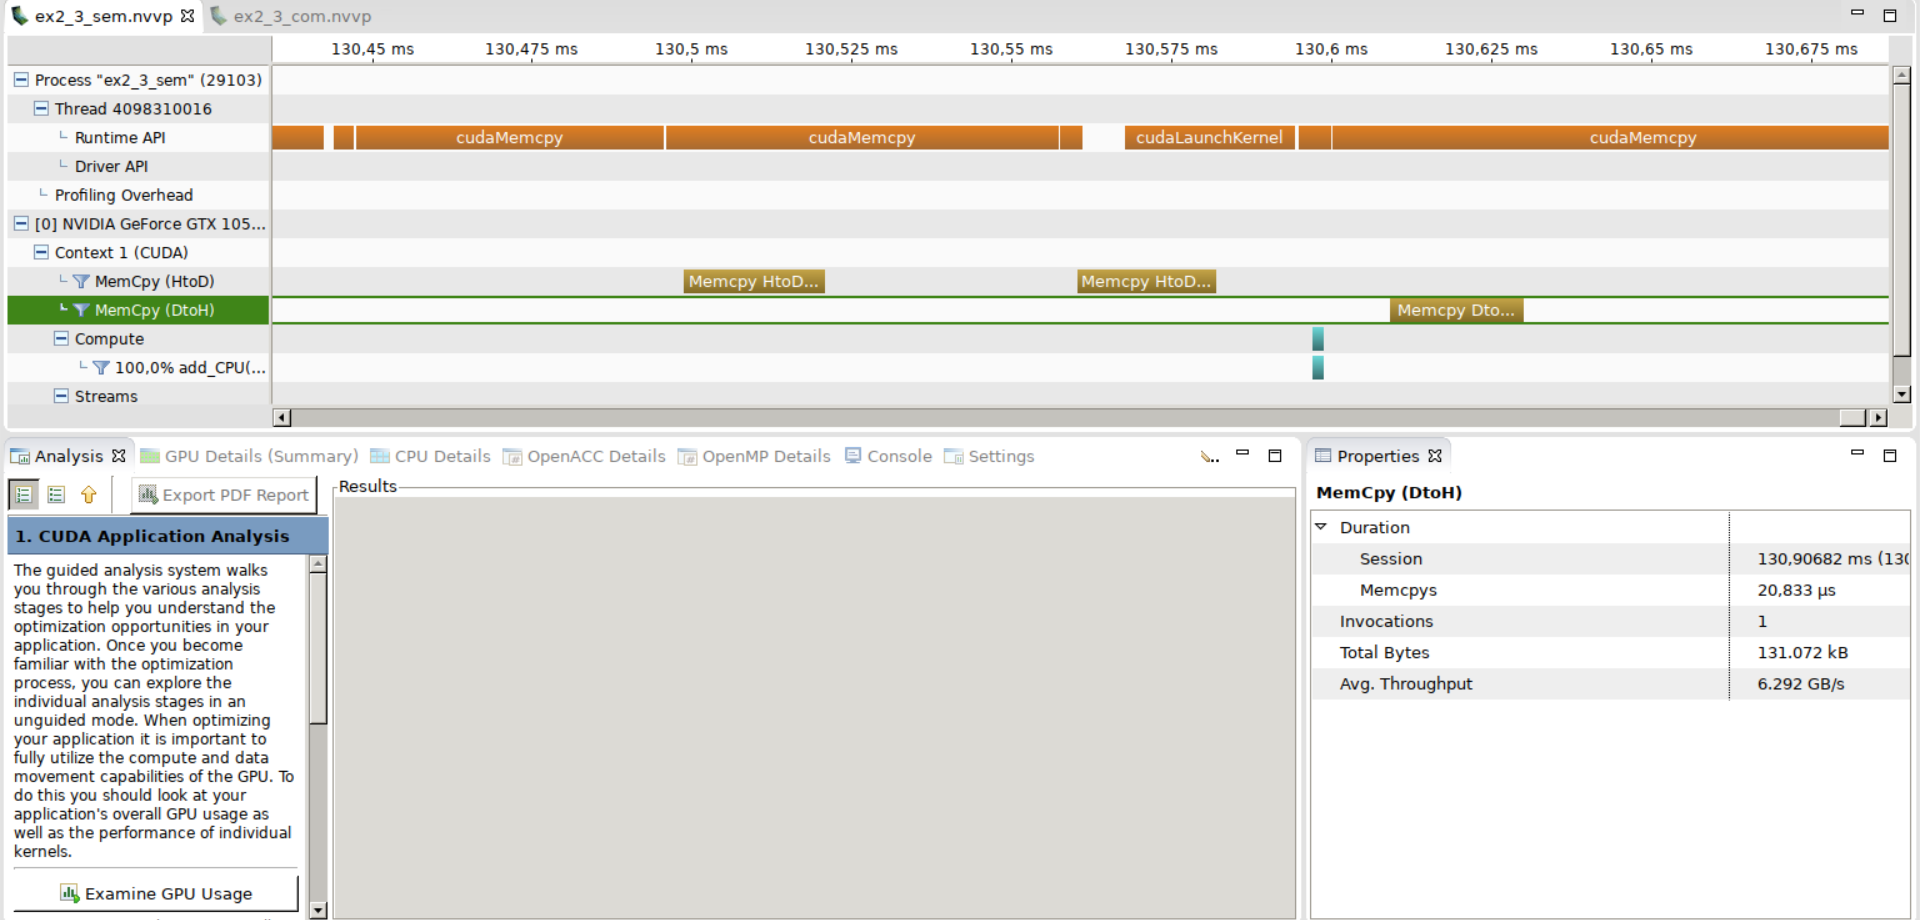 ex2_3_sem.nvvp ex2_3_com.nvvp
130,45 ms 130,475 ms 130,5 ms 130,525 ms 130,55 ms 130,575 ms 130,6 ms 130,625 ms 130,65 ms 130,675 ms
Process "ex2_3_sem" (29103)
Thread 4098310016
Runtime API cudaMemcpy cudaMemcpy cudaLaunchKernel cudaMemcpy
Driver API
Profiling Overhead
[0] NVIDIA GeForce GTX 105...
Context 1 (CUDA)
MemCpy (HtoD) Memcpy HtoD... Memcpy HtoD...
MemCpy (DtoH) Memcpy Dto...
Compute
100,0% add_CPU(...
Streams
Analysis GPU Details (Summary) CPU Details OpenACC Details OpenMP Details Console Settings
Export PDF Report
Results
1. CUDA Application Analysis
The guided analysis system walks
you through the various analysis
stages to help you understand the
optimization opportunities in your
application. Once you become
familiar with the optimization
process, you can explore the
individual analysis stages in an
unguided mode. When optimizing
your application it is important to
fully utilize the compute and data
movement capabilities of the GPU. To
do this you should look at your
application's overall GPU usage as
well as the performance of individual
kernels.
Examine GPU Usage
Properties
MemCpy (DtoH)
Duration
Session 130,90682 ms (130
Memcpys 20,833 µs
Invocations 1
Total Bytes 131.072 kB
Avg. Throughput 6.292 GB/s